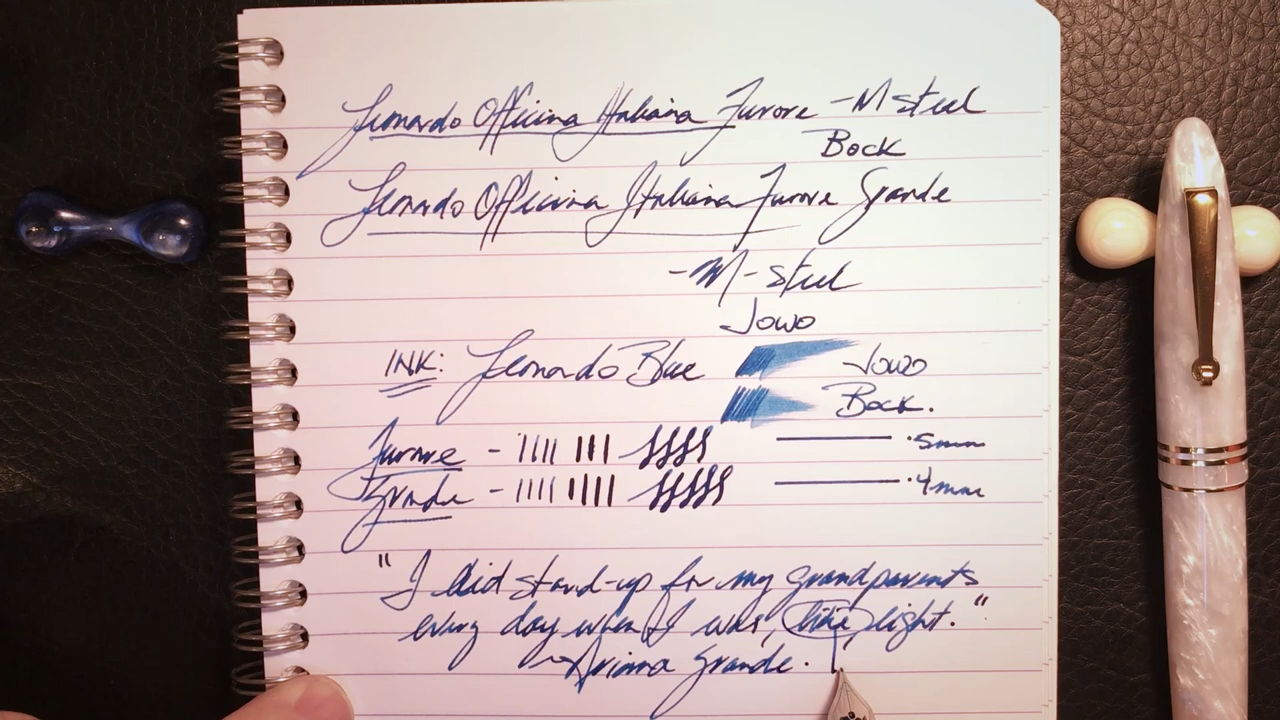 Leonardo Officina Italiana Furore - M steel
Bock
Leonardo Officina Italiana Furore Grande
- M - steel
Jowo
INK: Leonardo Blue Jowo
Bock.
Furore - .5mm
Grande - .4mm
"I did stand-up for my grandparents
every day when I was, like, eight."
~Ariana Grande.